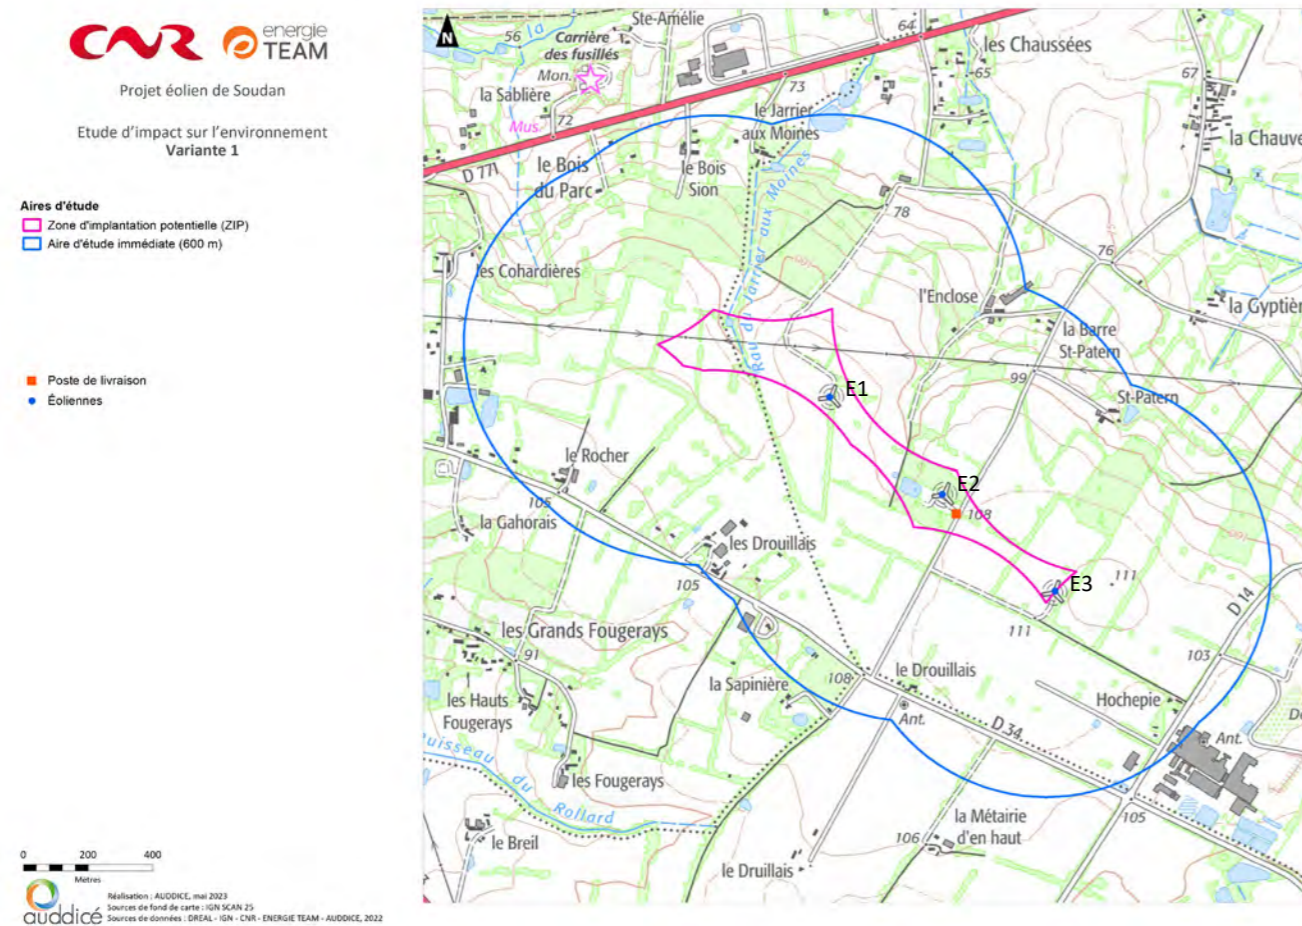 CNR
energie
TEAM
Projet éolien de Soudan
Etude d'impact sur l'environnement
Variante 1
Aires d'étude
Zone d'implantation potentielle (ZIP)
Aire d'étude immédiate (600 m)
Poste de livraison
Éoliennes
0 200 400
Mètres
auddicé
Réalisation : AUDDICE, mai 2023
Sources de fond de carte : IGN SCAN 25
Sources de données : DREAL - IGN - CNR - ENERGIE TEAM - AUDDICE, 2022
N
Ste-Amélie
56
la
Carrière
des fusillés
Mon.
la Sablière
72
Mus.
D 771
64
les Chaussées
65
67
73
le Jarrier
aux Moines
la Chauve
le Bois
du Parc
le Bois
Sion
78
76
Rau du Jarrier aux Moines
les Cohardières
l'Enclose
la Gyptièr
la Barre
St-Patern
99
St-Patern
E1
le Rocher
105
E2
108
la Gahorais
les Drouillais
105
E3
111
111
D 14
les Grands Fougerays
91
103
la Sapinière
108
le Drouillais
les Hauts
Fougerays
Hochepie
Ant.
D 34
Ant.
uisseau du Rollard
les Fougerays
105
la Métairie
d'en haut
106
le Breil
le Druillais